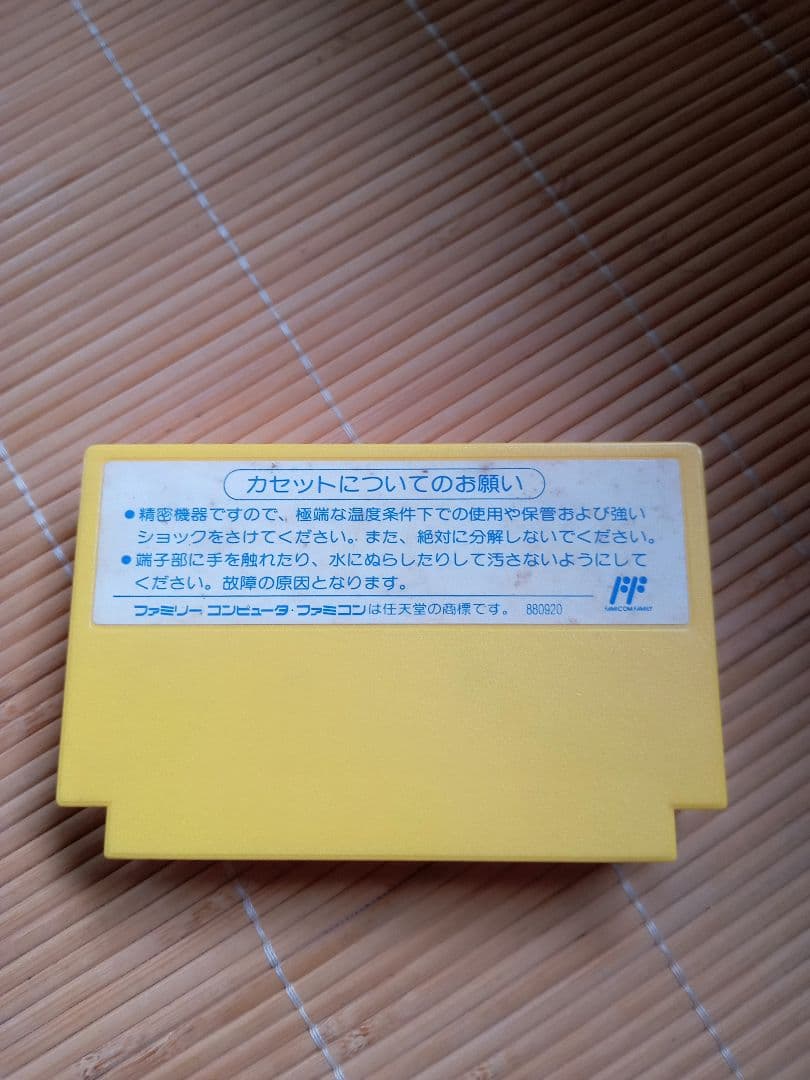 カセットについてのお願い
●精密機器ですので、極端な温度条件下での使用や保管および強い
ショックをさけてください。また、絶対に分解しないでください。
●端子部に手を触れたり、水にぬらしたりして汚さないようにして
ください。故障の原因となります。
FAMICOM FAMILY
ファミリー コンピュータ・ファミコンは任天堂の商標です。 880920